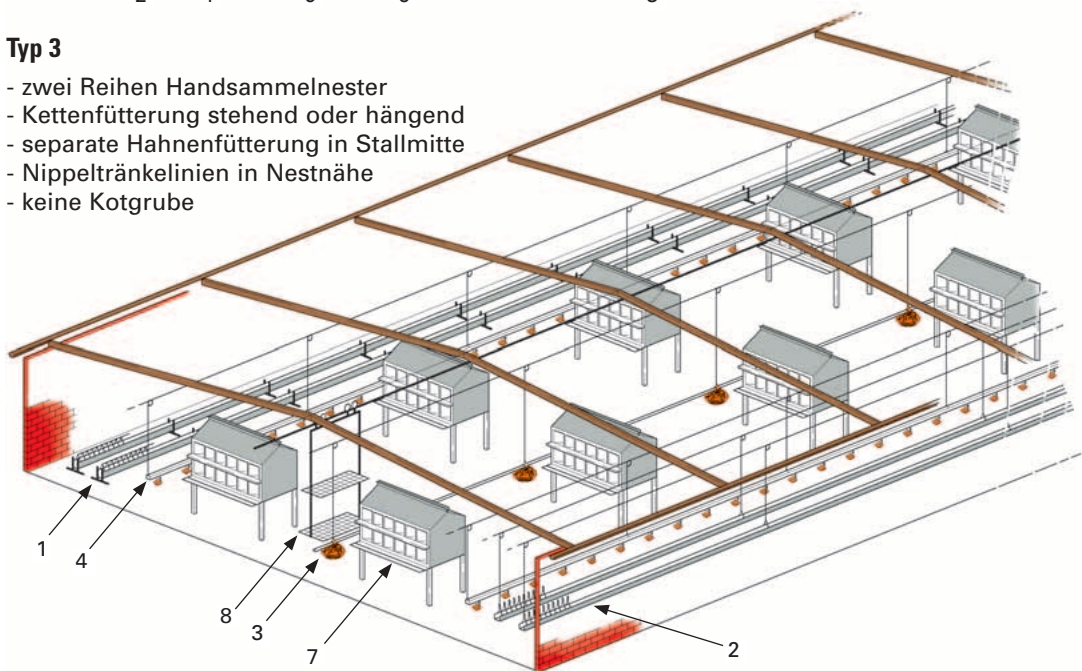 Typ 3
- zwei Reihen Handsammelnester
- Kettenfütterung stehend oder hängend
- separate Hahnenfütterung in Stallmitte
- Nippeltränkelinien in Nestnähe
- keine Kotgrube
1
4
8
3
7
2